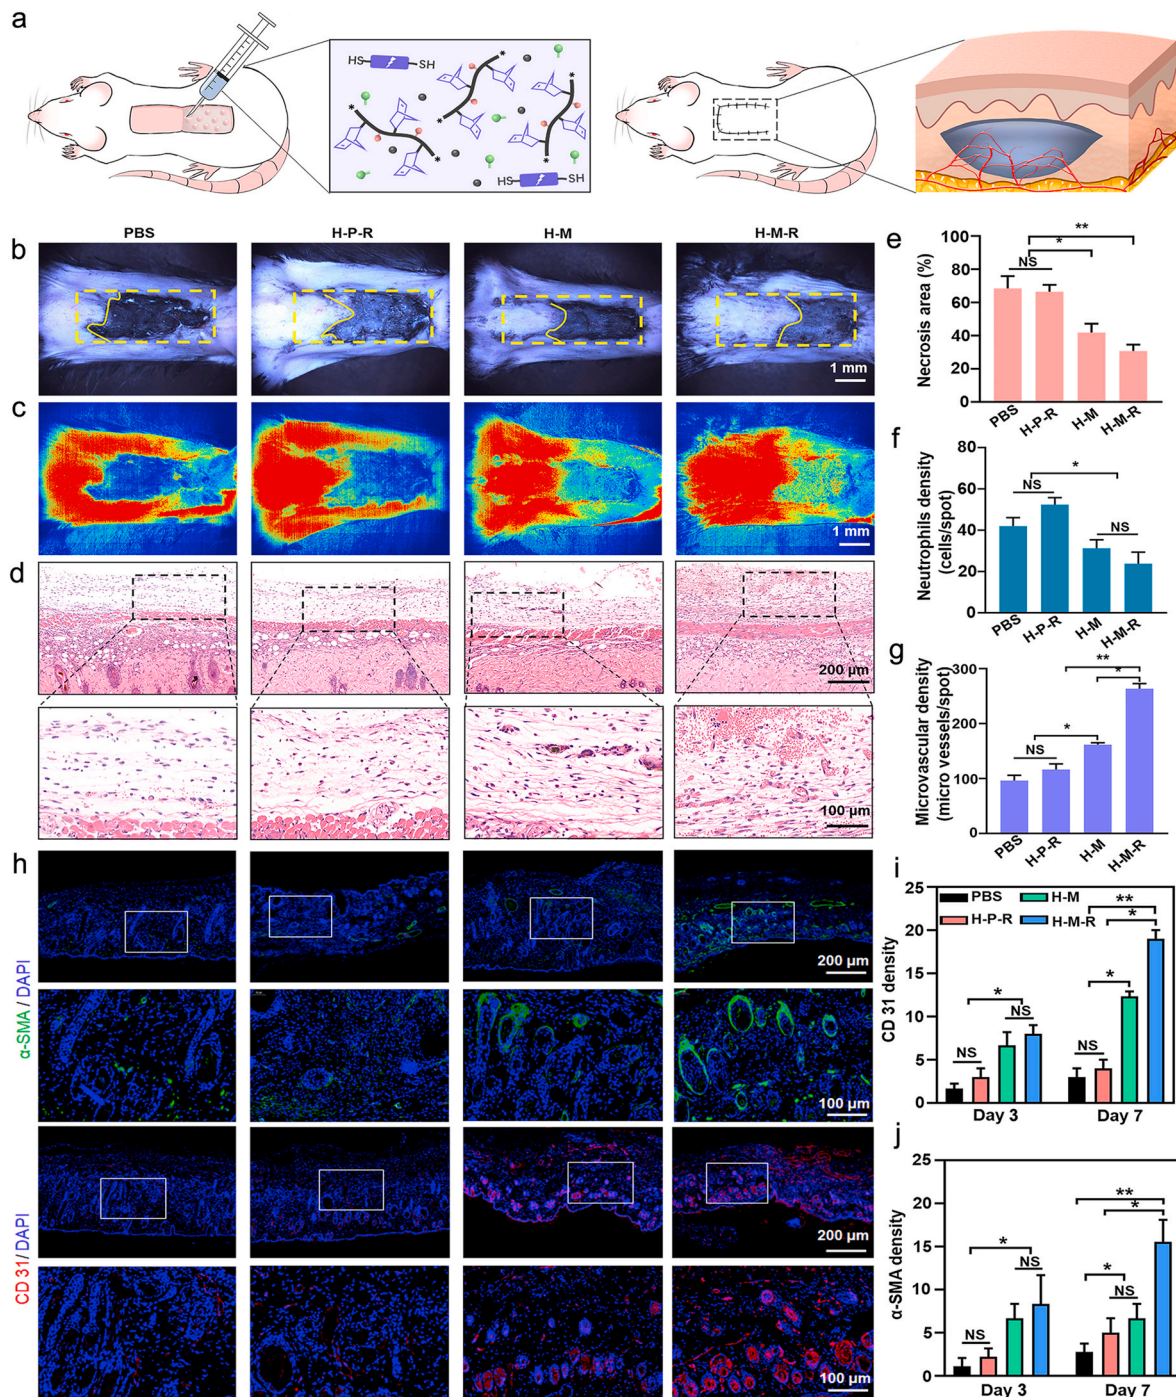 a
HS
SH
*
*
*
*
*
*
HS
SH
PBS
H-P-R
H-M
H-M-R
b
1 mm
c
1 mm
d
200 µm
100 µm
e
Necrosis area (%)
100
80
60
40
20
0
NS
*
**
PBS
H-P-R
H-M
H-M-R
f
Neutrophils density
(cells/spot)
80
60
40
20
0
NS
*
NS
PBS
H-P-R
H-M
H-M-R
g
Microvascular density
(micro vessels/spot)
300
200
100
0
NS
*
**
*
PBS
H-P-R
H-M
H-M-R
h
α-SMA / DAPI
200 µm
100 µm
CD 31/ DAPI
200 µm
100 µm
i
CD 31 density
25
20
15
10
5
0
PBS
H-M
H-P-R
H-M-R
NS
*
NS
NS
*
**
*
Day 3
Day 7
j
α-SMA density
25
20
15
10
5
0
NS
*
NS
*
NS
**
*
Day 3
Day 7